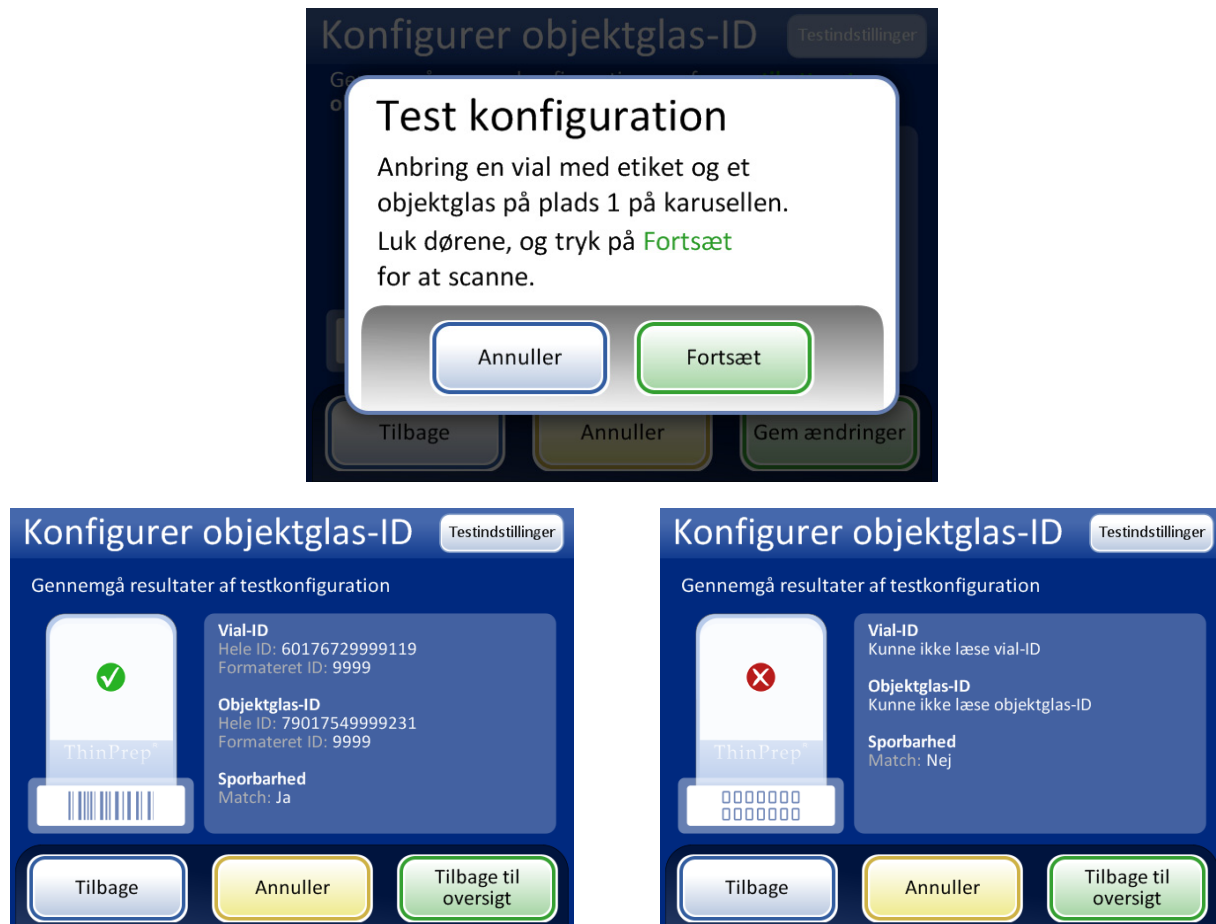 Konfigurer objektglas-ID
Testindstillinger
Test konfiguration
Anbring en vial med etiket og et
objektglas på plads 1 på karusellen.
Luk dørene, og tryk på Fortsæt
for at scanne.
Annuller
Fortsæt
Tilbage
Annuller
Gem ændringer
Konfigurer objektglas-ID
Testindstillinger
Gennemgå resultater af testkonfiguration
Vial-ID
Hele ID: 60176729999119
Formateret ID: 9999
Objektglas-ID
Hele ID: 79017549999231
Formateret ID: 9999
Sporbarhed
Match: Ja
ThinPrep®
Tilbage
Annuller
Tilbage til
oversigt
Konfigurer objektglas-ID
Testindstillinger
Gennemgå resultater af testkonfiguration
Vial-ID
Kunne ikke læse vial-ID
Objektglas-ID
Kunne ikke læse objektglas-ID
Sporbarhed
Match: Nej
ThinPrep®
Tilbage
Annuller
Tilbage til
oversigt